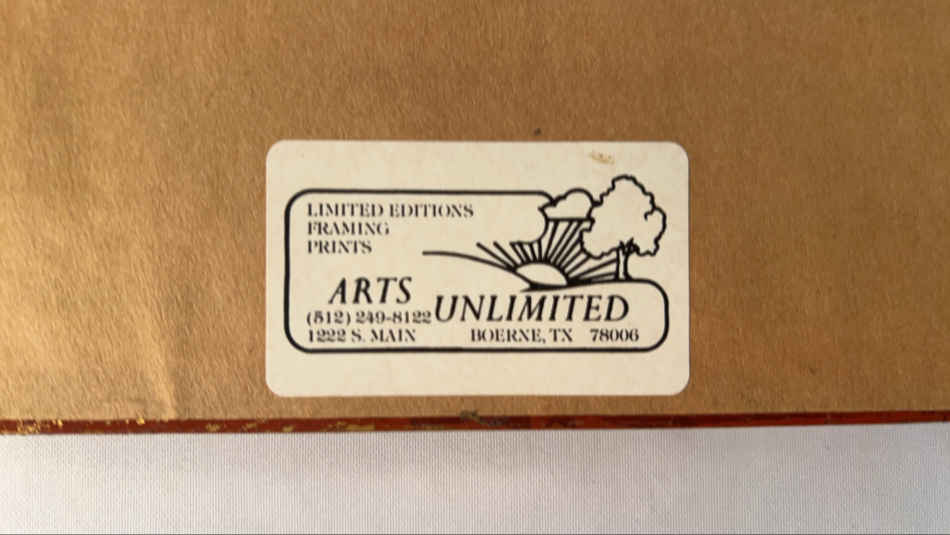 LIMITED EDITIONS
FRAMING
PRINTS
ARTS UNLIMITED
(512) 249-8122
1222 S. MAIN BOERNE, TX 78006